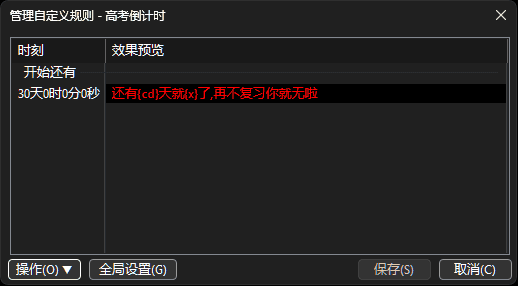 管理自定义规则 - 高考倒计时
时刻 效果预览
开始还有
30天0时0分0秒 还有{cd}天就{x}了,再不复习你就无啦
操作(O) ▼ 全局设置(G) 保存(S) 取消(C)